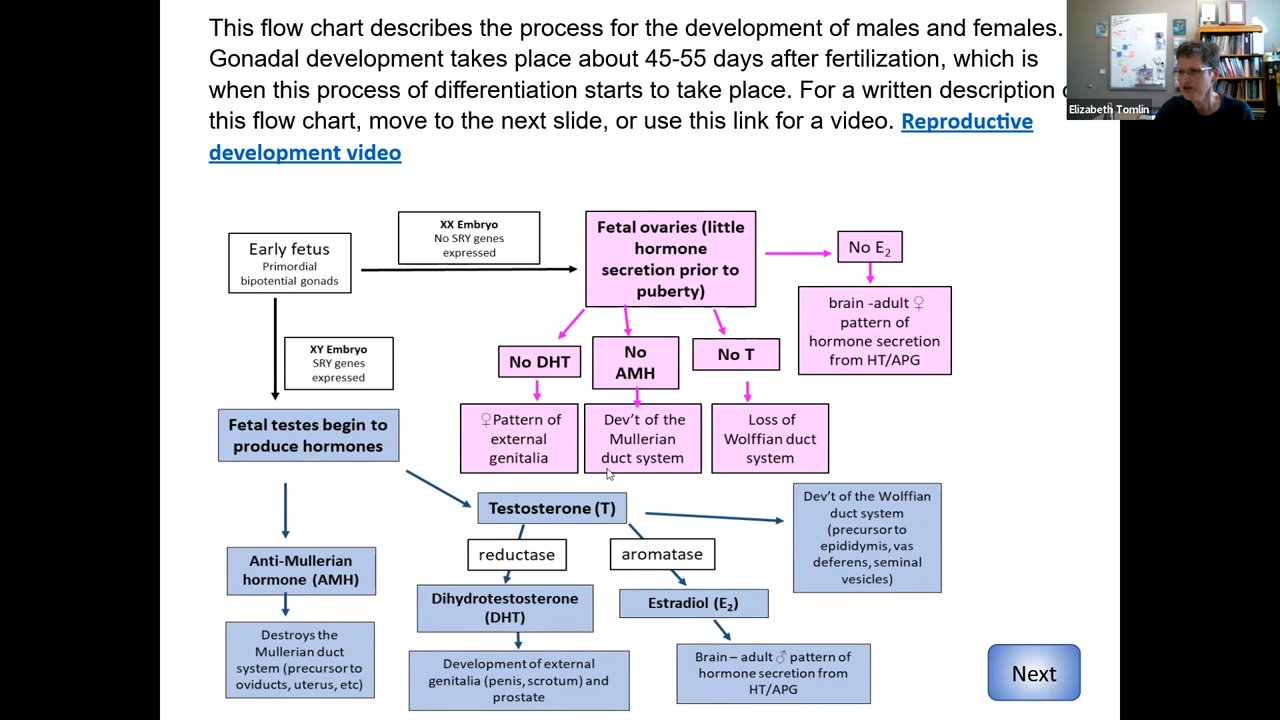 This flow chart describes the process for the development of males and females.
Gonadal development takes place about 45-55 days after fertilization, which is
when this process of differentiation starts to take place. For a written description
this flow chart, move to the next slide, or use this link for a video. Reproductive
development video
Elizabeth Tomlin
Early fetus
Primordial
bipotential gonads
XX Embryo
No SRY genes
expressed
Fetal ovaries (little
hormone
secretion prior to
puberty)
No E₂
brain -adult ♀
pattern of
hormone secretion
from HT/APG
XY Embryo
SRY genes
expressed
No DHT
No
AMH
No T
♀Pattern of
external
genitalia
Dev't of the
Mullerian
duct system
Loss of
Wolffian duct
system
Fetal testes begin to
produce hormones
Testosterone (T)
Dev't of the Wolffian
duct system
(precursor to
epididymis, vas
deferens, seminal
vesicles)
reductase
aromatase
Anti-Mullerian
hormone (AMH)
Dihydrotestosterone
(DHT)
Estradiol (E₂)
Destroys the
Mullerian duct
system (precursor to
oviducts, uterus, etc)
Development of external
genitalia (penis, scrotum) and
prostate
Brain – adult ♂ pattern of
hormone secretion from
HT/APG
Next